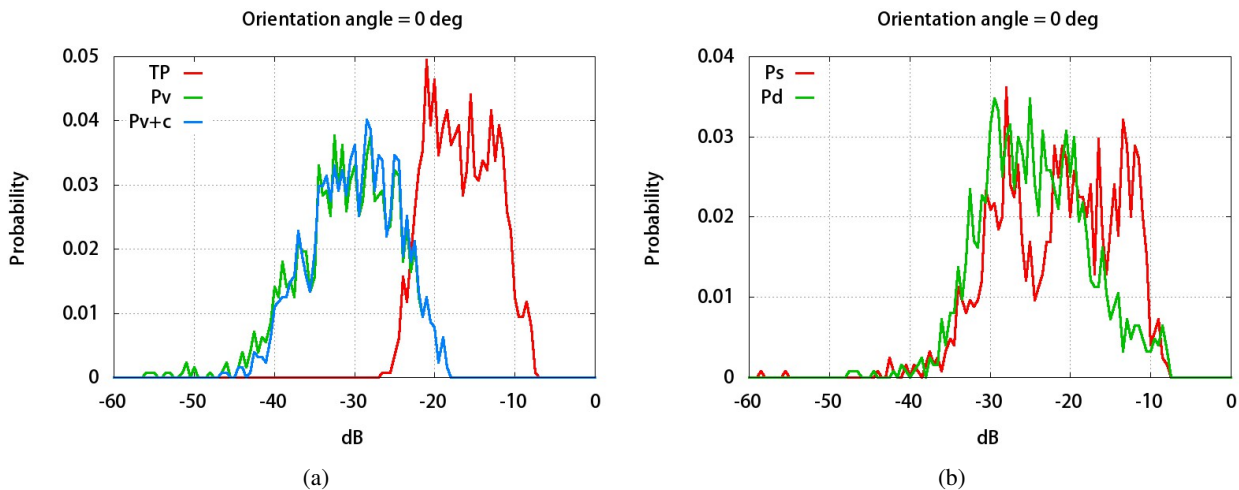 Orientation angle = 0 deg
0.05
0.04
0.03
0.02
0.01
0
TP
Pv
Pv+c
Probability
-60 -50 -40 -30 -20 -10 0
dB
(a)
Orientation angle = 0 deg
0.04
0.03
0.02
0.01
0
Ps
Pd
Probability
-60 -50 -40 -30 -20 -10 0
dB
(b)